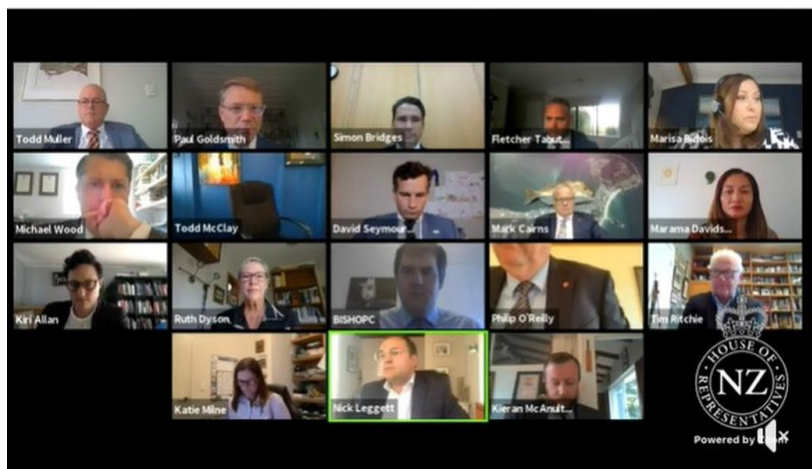 Todd Muller
Paul Goldsmith
Simon Bridges
Fletcher Tabut...
Marisa Bidois
Michael Wood
Todd McClay
David Seymour...
Mark Cairns
Marama Davids...
Kiri Allan
Ruth Dyson
BISHOPC
Philip O'Reilly
Tim Ritchie
Katie Milne
Nick Leggett
Kieran McAnult...
HOUSE OF
NZ
REPRESENTATIVES
Powered by